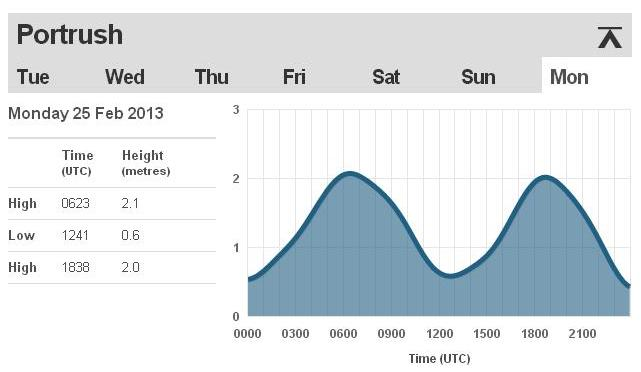 Portrush
Tue Wed Thu Fri Sat Sun Mon
Monday 25 Feb 2013
Time Height
(UTC) (metres)
High 0623 2.1
Low 1241 0.6
High 1838 2.0
3
2
1
0
0000 0300 0600 0900 1200 1500 1800 2100
Time (UTC)